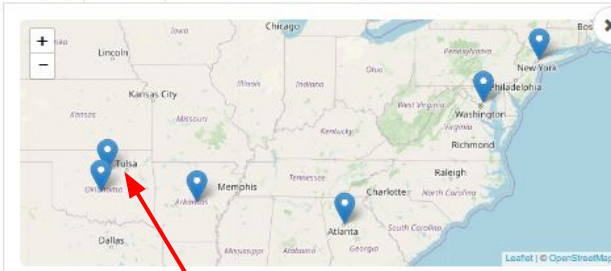 Iowa
Chicago
Bos
+
−
Lincoln
Pennsylvania
New York
Ohio
Illinois
Indiana
Philadelphia
Kansas City
West Virginia
Washington
Kansas
Missouri
Kentucky
Virginia
Richmond
Tulsa
Raleigh
Tennessee
Oklahoma
Memphis
Charlotte
North Carolina
Arkansas
Atlanta
South Carolina
Dallas
Mississippi
Alabama
Georgia
Leaflet | © OpenStreetMap